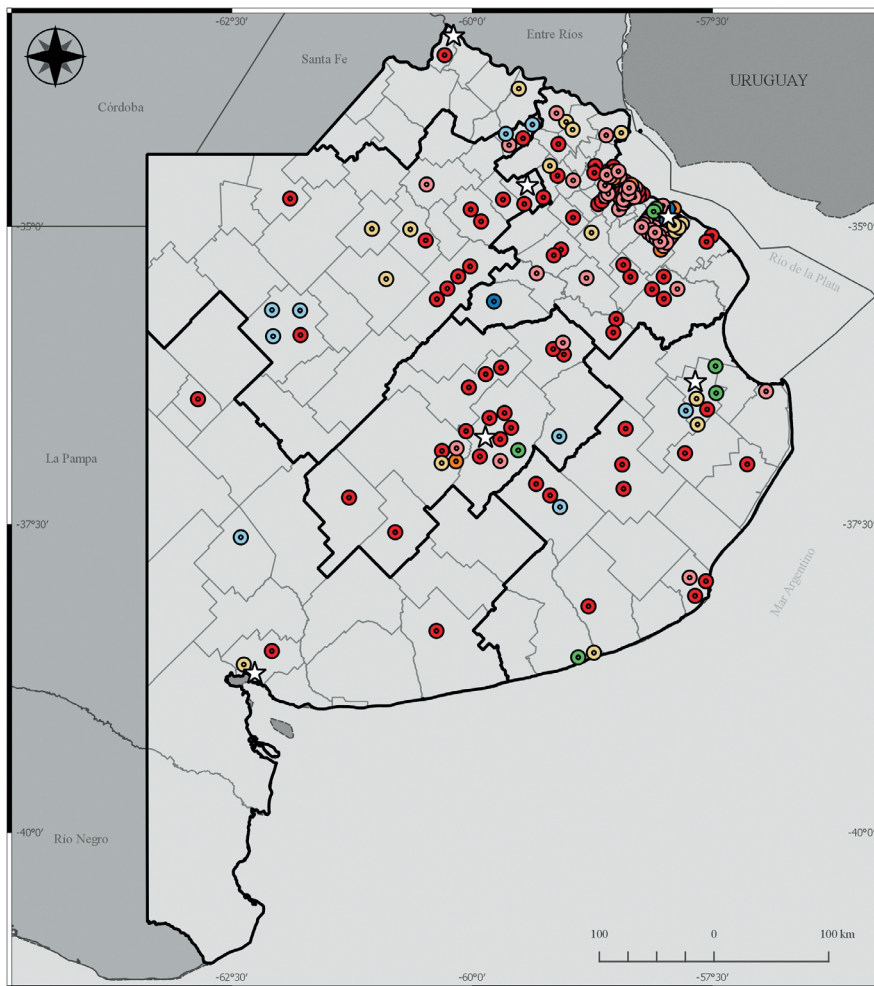 -62°30′ -60°0′ -57°30′
Entre Ríos
Santa Fe
URUGUAY
Córdoba
-35°0′ -35°0′
Río de la Plata
La Pampa
-37°30′ -37°30′
Mar Argentino
-40°0′ -40°0′
Río Negro
100 0 100 km
-62°30′ -60°0′ -57°30′